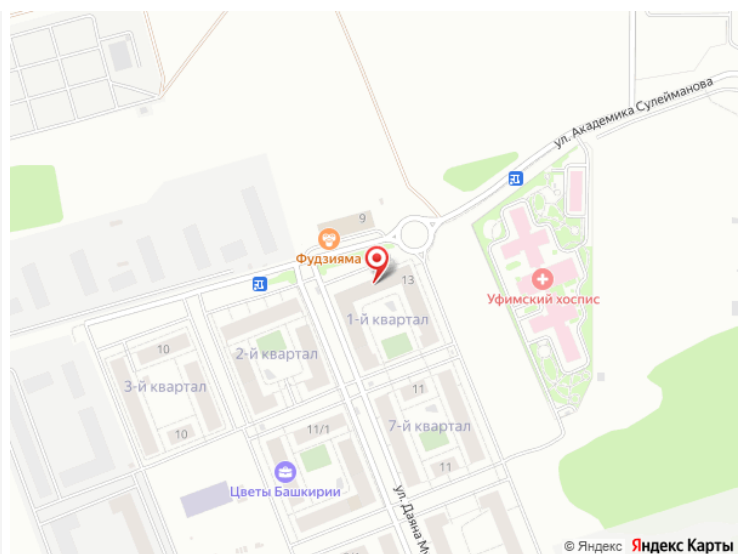 ул. Академика Сулейманова
9
Фудзияма
13
Уфимский хоспис
1-й квартал
10
2-й квартал
3-й квартал
11
7-й квартал
10
11/1
11
Цветы Башкирии
ул. Даяна М
© Яндекс Яндекс Карты